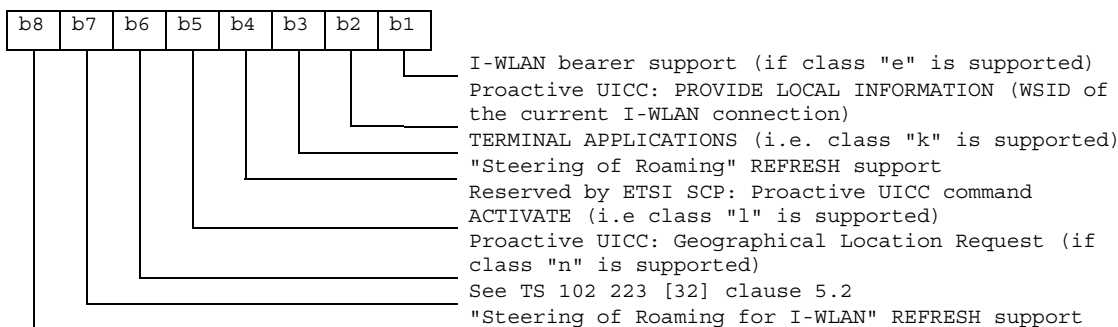 b8 b7 b6 b5 b4 b3 b2 b1
I-WLAN bearer support (if class "e" is supported)
Proactive UICC: PROVIDE LOCAL INFORMATION (WSID of
the current I-WLAN connection)
TERMINAL APPLICATIONS (i.e. class "k" is supported)
"Steering of Roaming" REFRESH support
Reserved by ETSI SCP: Proactive UICC command
ACTIVATE (i.e class "l" is supported)
Proactive UICC: Geographical Location Request (if
class "n" is supported)
See TS 102 223 [32] clause 5.2
"Steering of Roaming for I-WLAN" REFRESH support